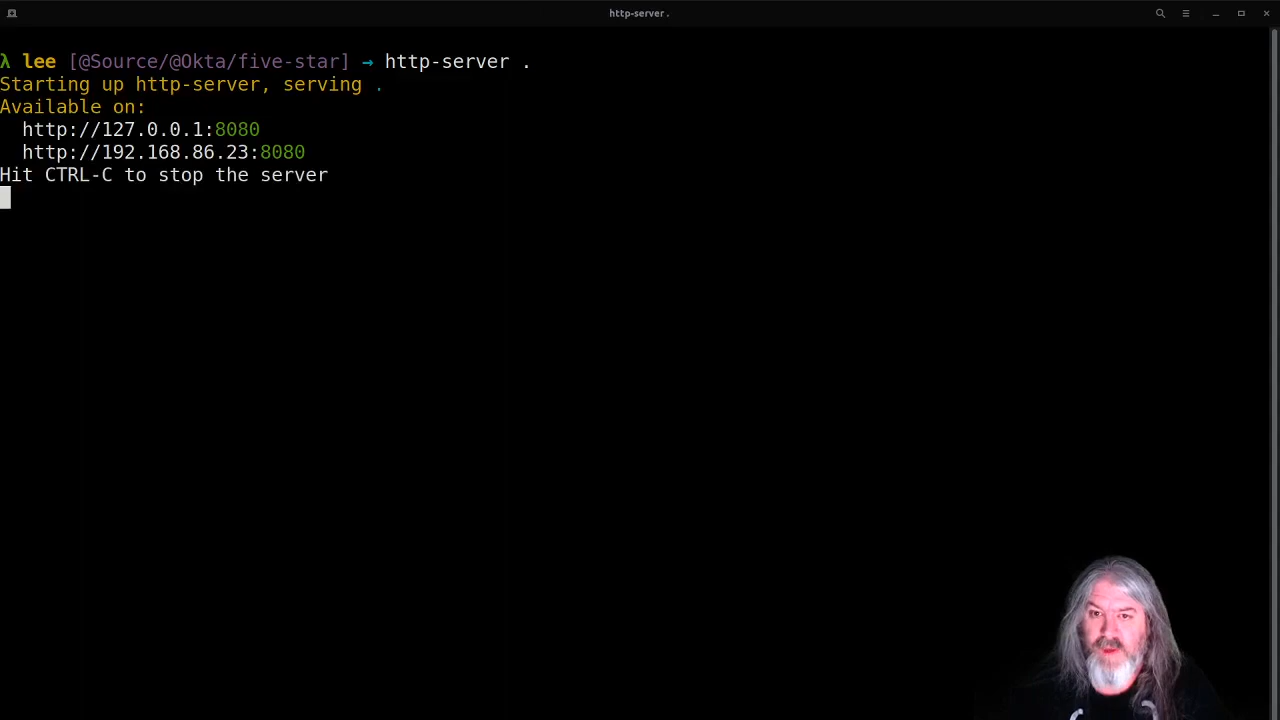 http-server .
λ lee [@Source/@Okta/five-star] → http-server .
Starting up http-server, serving .
Available on:
  http://127.0.0.1:8080
  http://192.168.86.23:8080
Hit CTRL-C to stop the server